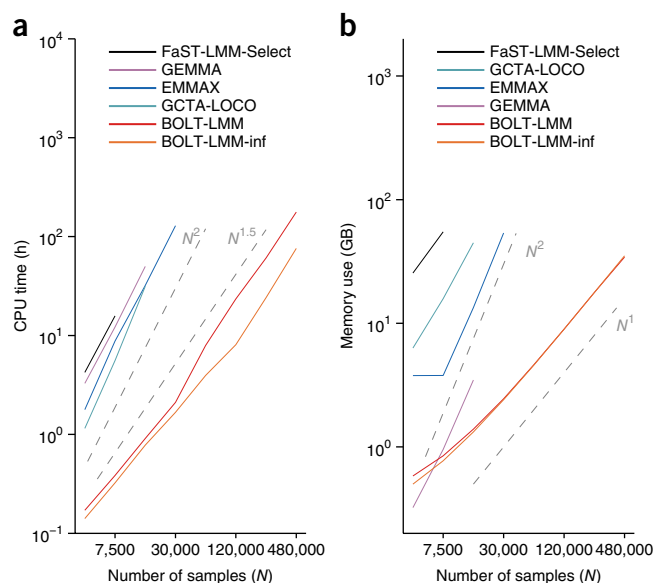 a
10^4
10^3
10^2
10^1
10^0
10^–1
CPU time (h)
FaST-LMM-Select
GEMMA
EMMAX
GCTA-LOCO
BOLT-LMM
BOLT-LMM-inf
N^2
N^1.5
7,500
30,000
120,000
480,000
Number of samples (N)
b
10^3
10^2
10^1
10^0
Memory use (GB)
FaST-LMM-Select
GCTA-LOCO
EMMAX
GEMMA
BOLT-LMM
BOLT-LMM-inf
N^2
N^1
7,500
30,000
120,000
480,000
Number of samples (N)